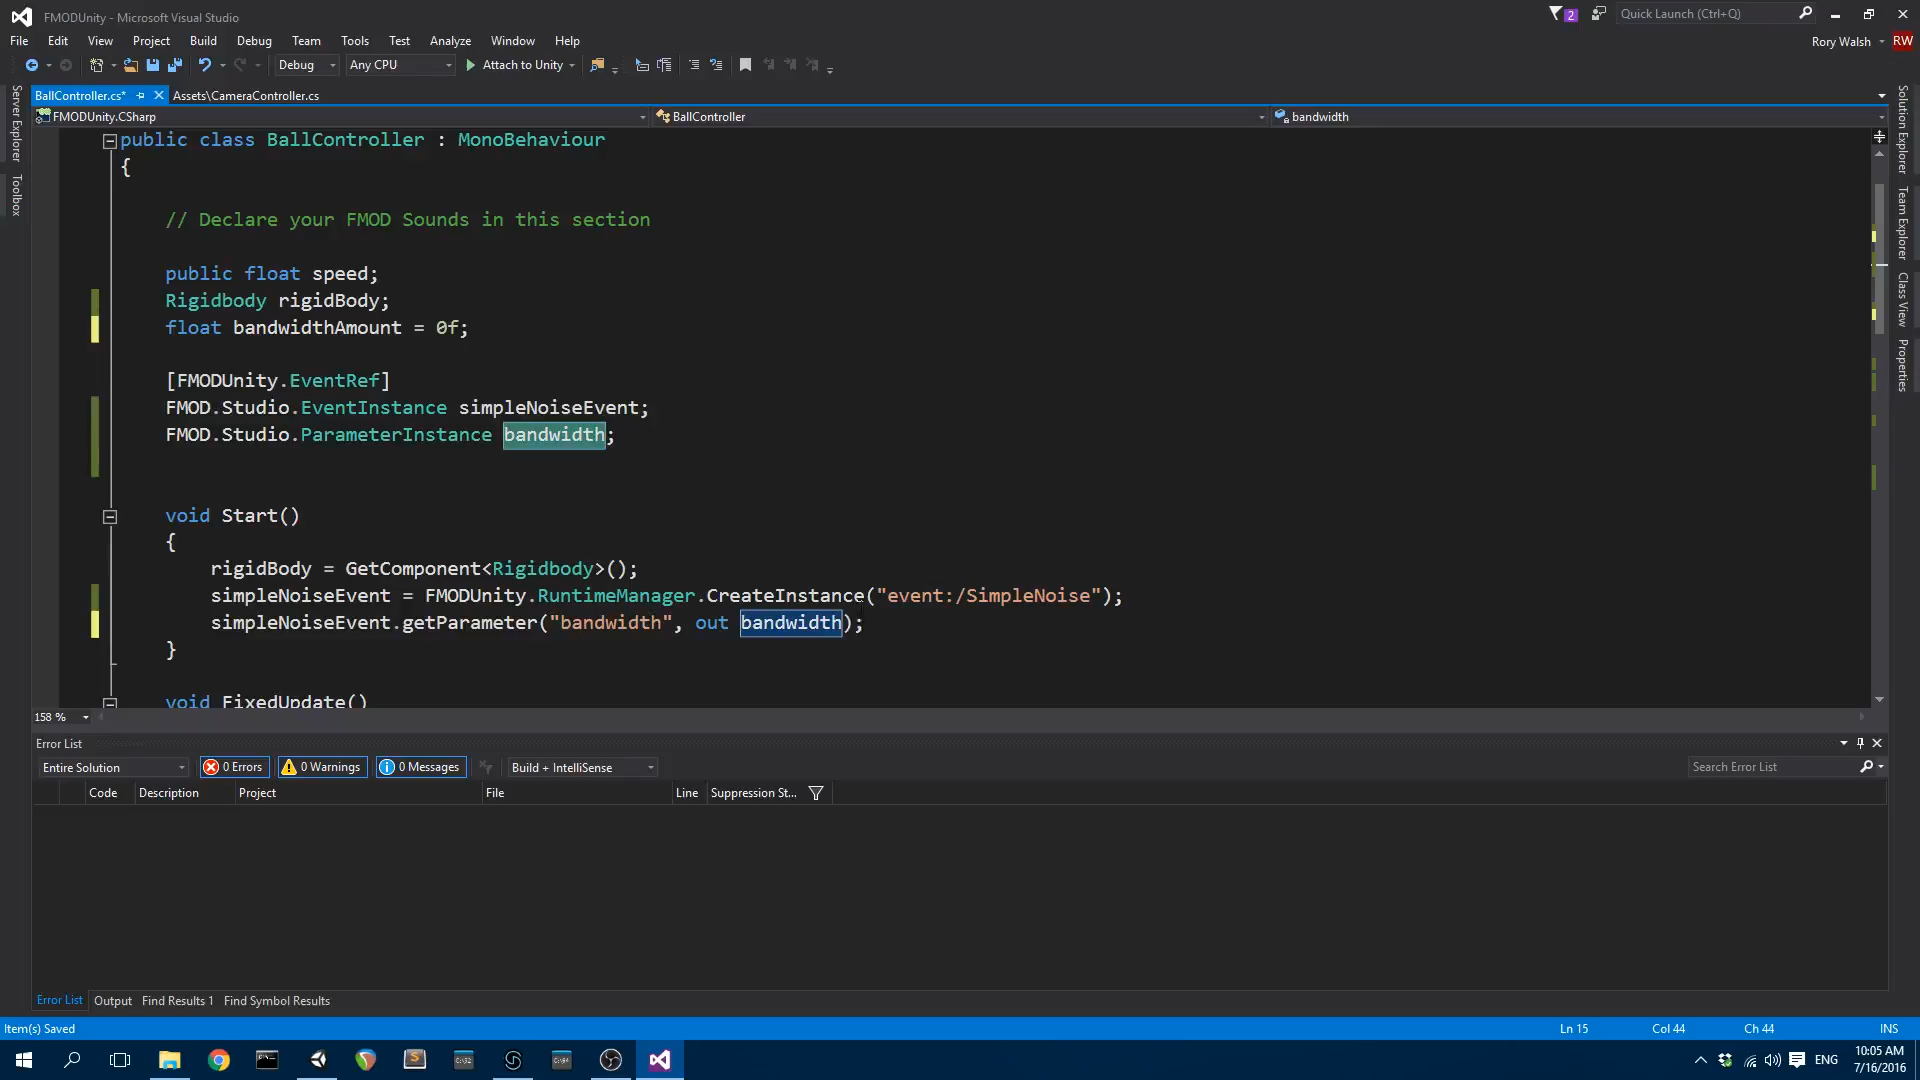 FMODUnity - Microsoft Visual Studio
2
Quick Launch (Ctrl+Q)
File Edit View Project Build Debug Team Tools Test Analyze Window Help
Rory Walsh
RW
Debug
Any CPU
Attach to Unity
BallController.cs*
Assets\CameraController.cs
FMODUnity.CSharp
BallController
bandwidth
Server Explorer
Toolbox
Solution Explorer
Team Explorer
Class View
Properties
public class BallController : MonoBehaviour
{
// Declare your FMOD Sounds in this section
public float speed;
Rigidbody rigidBody;
float bandwidthAmount = 0f;
[FMODUnity.EventRef]
FMOD.Studio.EventInstance simpleNoiseEvent;
FMOD.Studio.ParameterInstance bandwidth;
void Start()
{
rigidBody = GetComponent<Rigidbody>();
simpleNoiseEvent = FMODUnity.RuntimeManager.CreateInstance("event:/SimpleNoise");
simpleNoiseEvent.getParameter("bandwidth", out bandwidth);
}
void FixedUpdate()
158 %
Error List
Entire Solution
0 Errors
0 Warnings
0 Messages
Build + IntelliSense
Search Error List
Code Description Project File Line Suppression St...
Error List Output Find Results 1 Find Symbol Results
Item(s) Saved
Ln 15
Col 44
Ch 44
INS
ENG
10:05 AM
7/16/2016